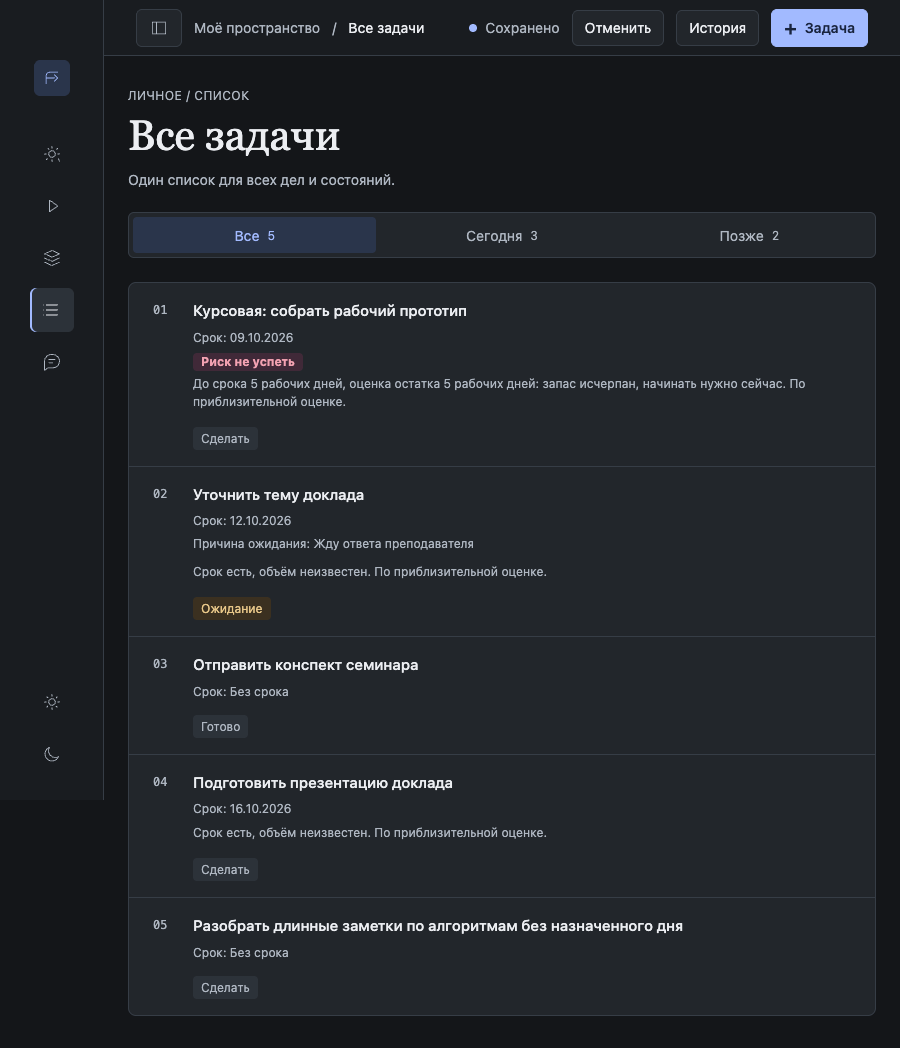 Моё пространство / Все задачи
Сохранено
Отменить
История
+ Задача
ЛИЧНОЕ / СПИСОК
Все задачи
Один список для всех дел и состояний.
Все 5
Сегодня 3
Позже 2
01
Курсовая: собрать рабочий прототип
Срок: 09.10.2026
Риск не успеть
До срока 5 рабочих дней, оценка остатка 5 рабочих дней: запас исчерпан, начинать нужно сейчас. По
приблизительной оценке.
Сделать
02
Уточнить тему доклада
Срок: 12.10.2026
Причина ожидания: Жду ответа преподавателя
Срок есть, объём неизвестен. По приблизительной оценке.
Ожидание
03
Отправить конспект семинара
Срок: Без срока
Готово
04
Подготовить презентацию доклада
Срок: 16.10.2026
Срок есть, объём неизвестен. По приблизительной оценке.
Сделать
05
Разобрать длинные заметки по алгоритмам без назначенного дня
Срок: Без срока
Сделать